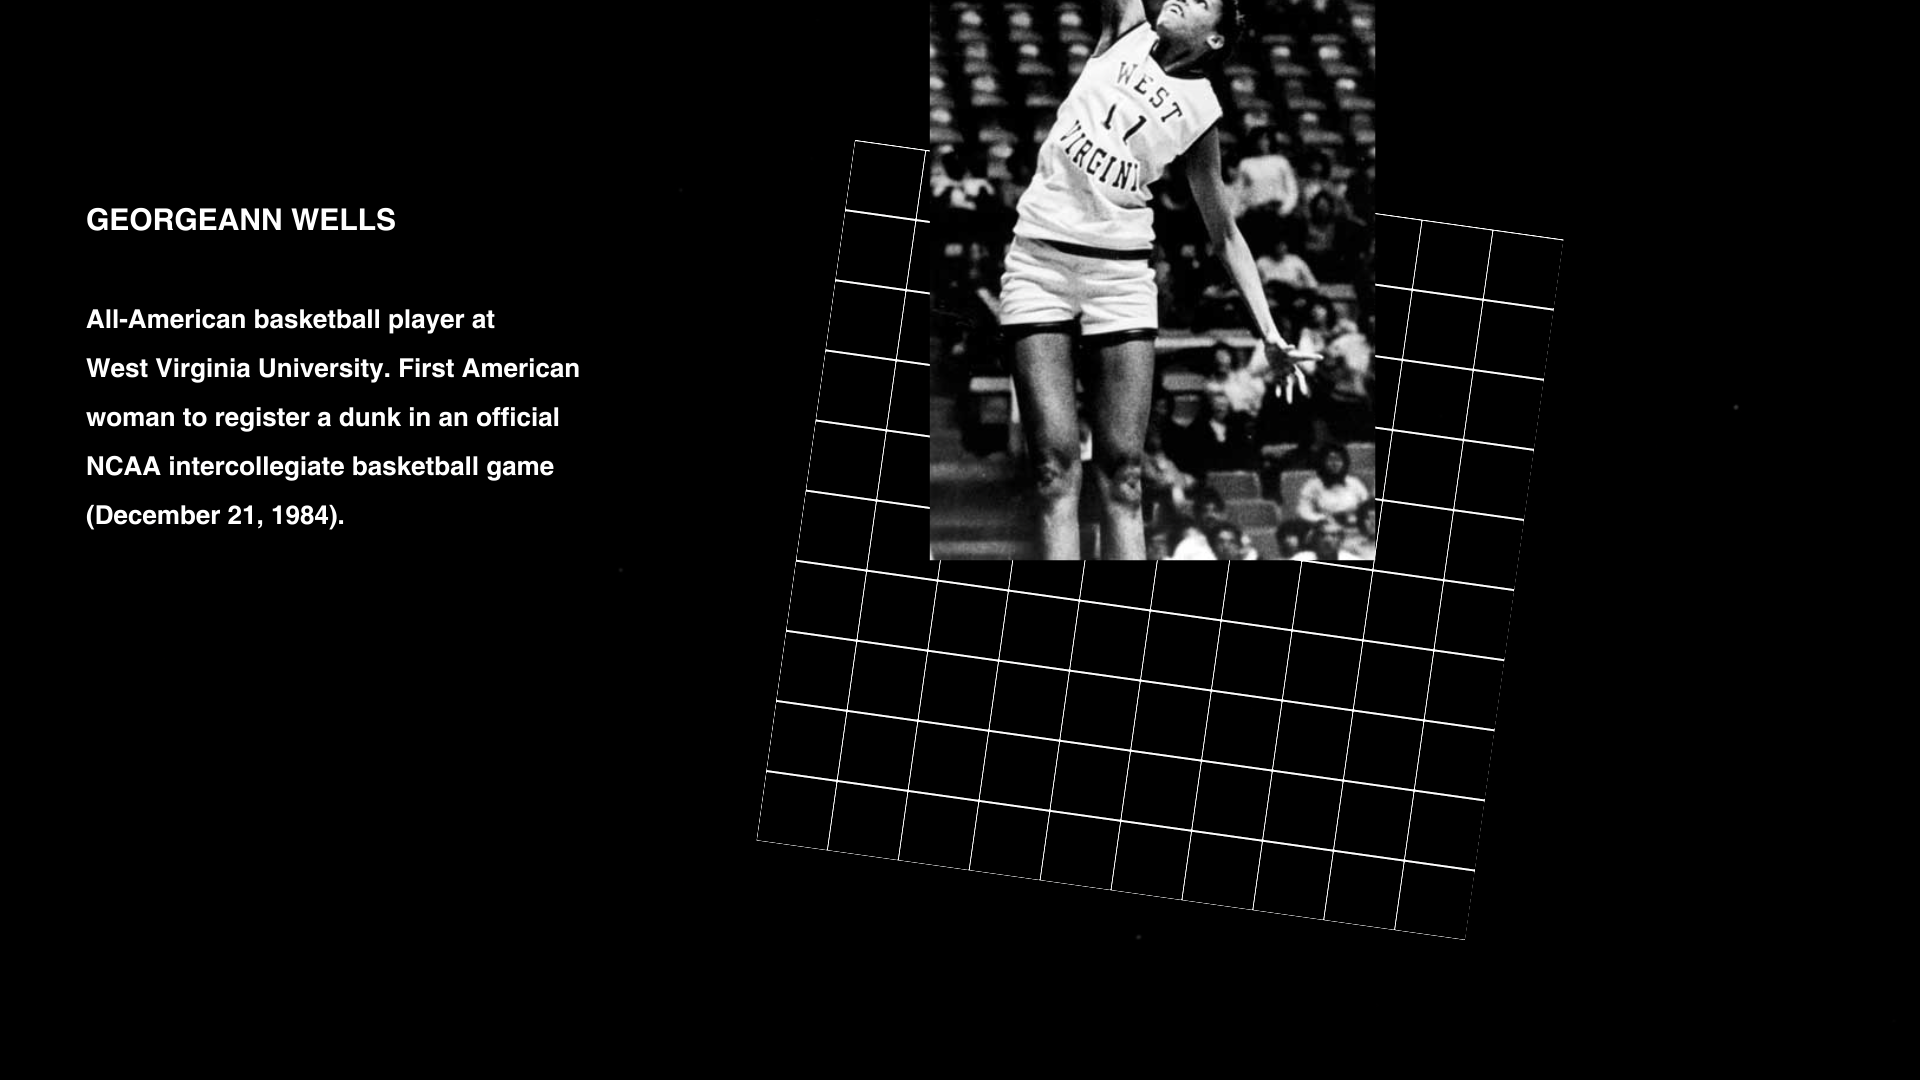 GEORGEANN WELLS
All-American basketball player at
West Virginia University. First American
woman to register a dunk in an official
NCAA intercollegiate basketball game
(December 21, 1984).
WEST
11
VIRGINI